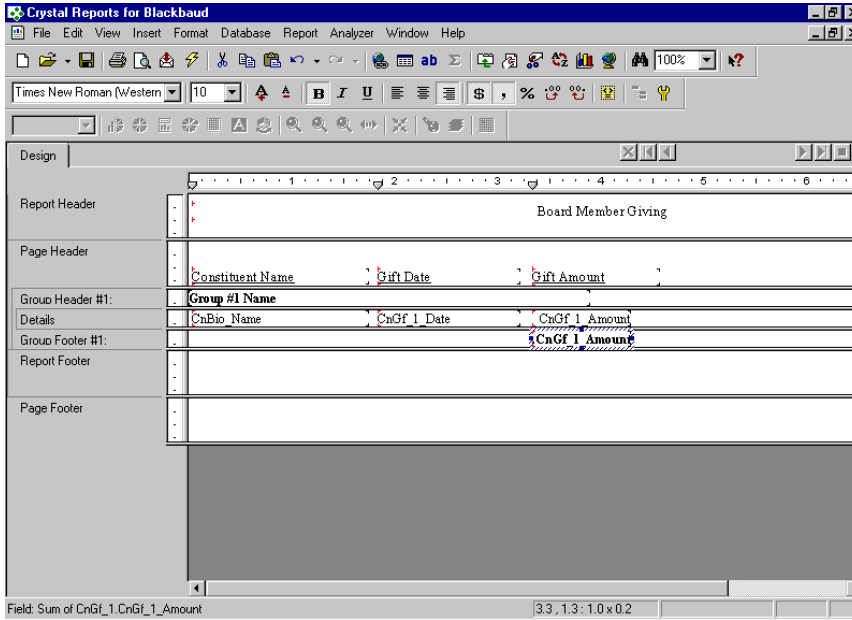 Crystal Reports for Blackbaud
File Edit View Insert Format Database Report Analyzer Window Help
ab Σ 100%
Times New Roman (Western 10 A A B I U $ , %
Design
1 2 3 4 5 6
Report Header
Board Member Giving
Page Header
Constituent Name Gift Date Gift Amount
Group Header #1: Group #1 Name
Details CnBio_Name CnGf_1_Date CnGf_1_Amount
Group Footer #1: CnGf_1_Amount
Report Footer
Page Footer
Field: Sum of CnGf_1.CnGf_1_Amount 3.3 , 1.3 : 1.0 x 0.2